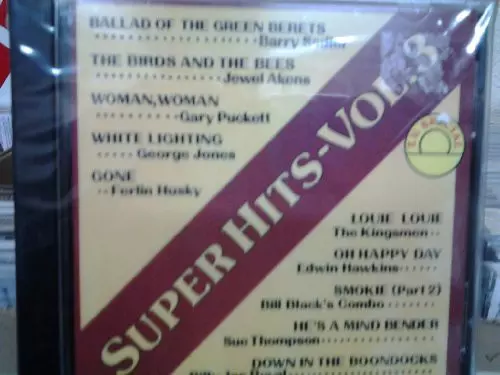 BALLAD OF THE GREEN BERETS
Barry Sadler
THE BIRDS AND THE BEES
Jewel Akens
WOMAN, WOMAN
Gary Puckett
WHITE LIGHTING
George Jones
GONE
Ferlin Husky
SUPER HITS-VOL.3
LOUIE LOUIE
The Kingsmen
OH HAPPY DAY
Edwin Hawkins
SMOKIE (Part 2)
Bill Black's Combo
HE'S A MIND BENDER
Sue Thompson
DOWN IN THE BOONDOCKS